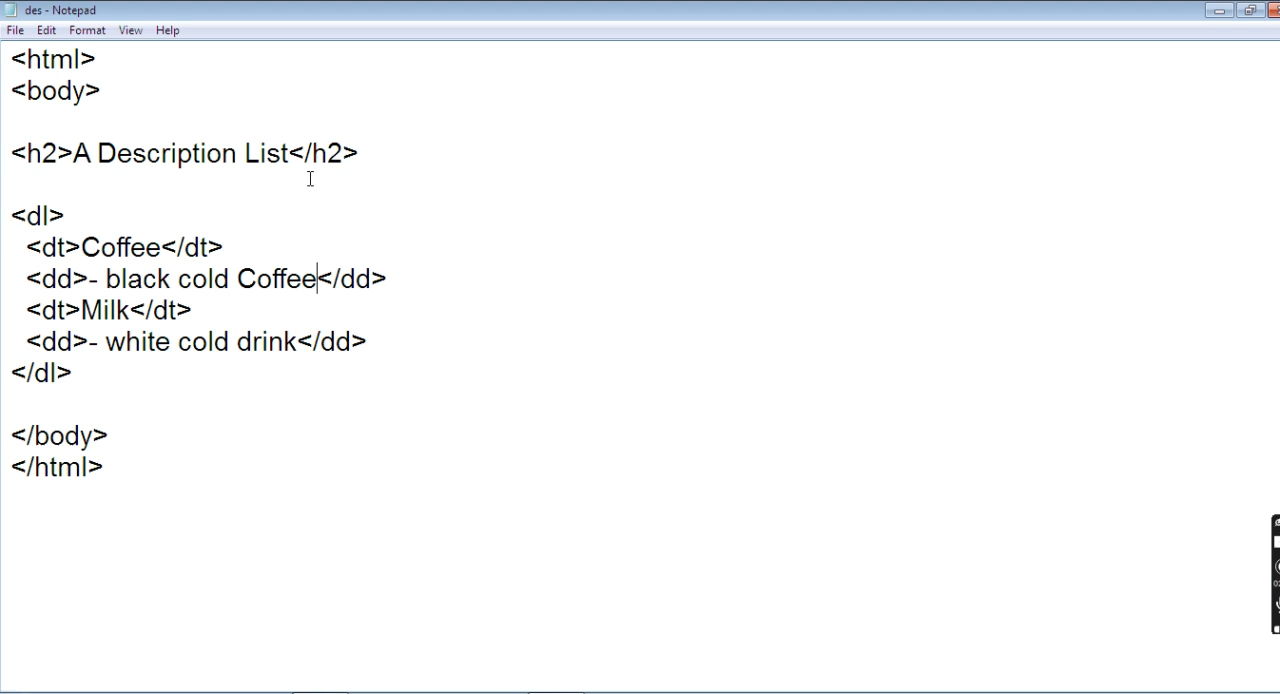 des - Notepad
File Edit Format View Help
<html>
<body>
<h2>A Description List</h2>
<dl>
<dt>Coffee</dt>
<dd>- black cold Coffee</dd>
<dt>Milk</dt>
<dd>- white cold drink</dd>
</dl>
</body>
</html>